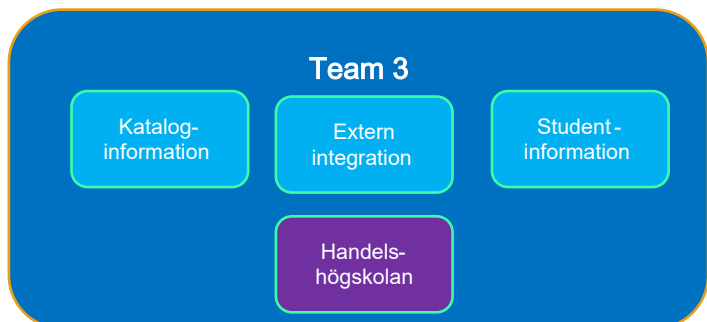 Team 3
Katalog-
information
Extern
integration
Student-
information
Handels-
högskolan